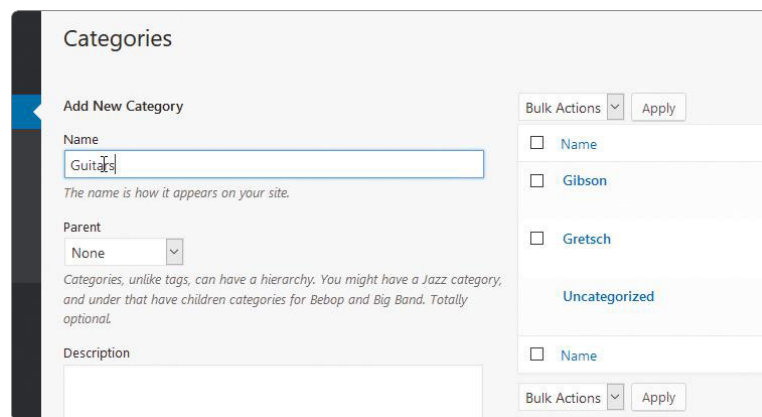 Categories
Add New Category
Name
Guitars
The name is how it appears on your site.
Parent
None
Categories, unlike tags, can have a hierarchy. You might have a Jazz category,
and under that have children categories for Bebop and Big Band. Totally
optional.
Description
Bulk Actions Apply
Name
Gibson
Gretsch
Uncategorized
Name
Bulk Actions Apply